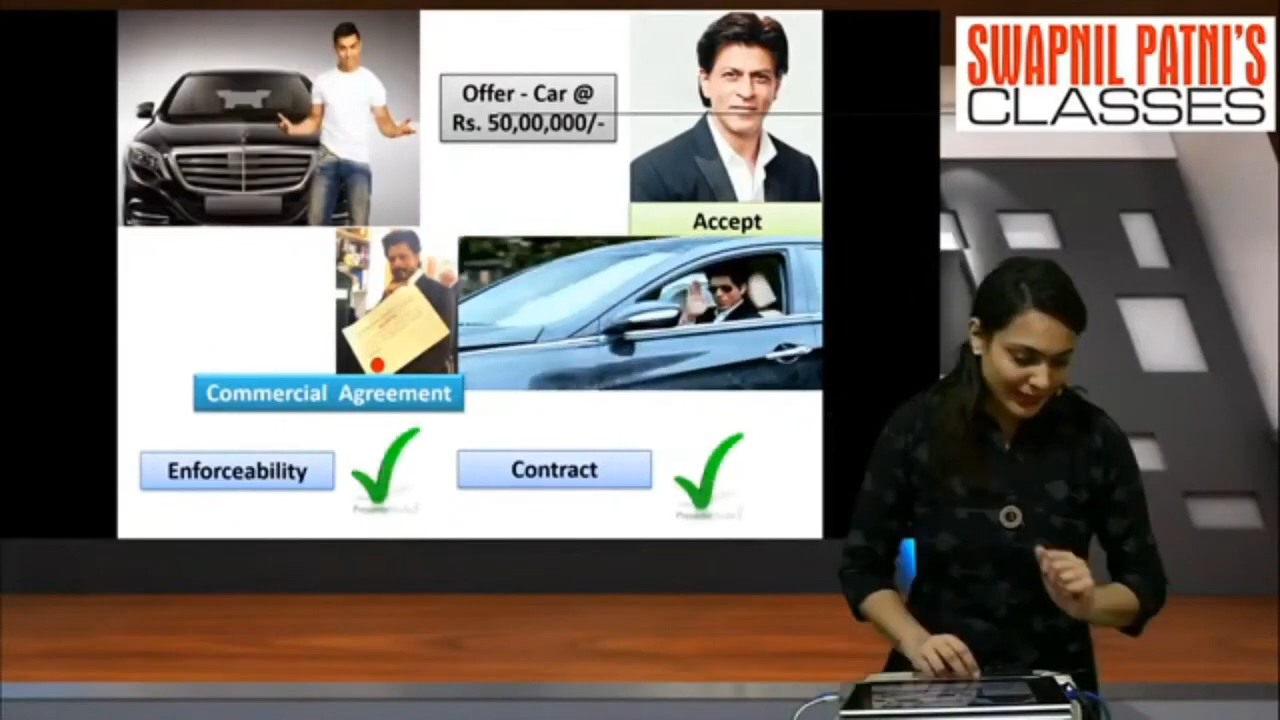 SWAPNIL PATNI'S
CLASSES
Offer - Car @
Rs. 50,00,000/-
Accept
Commercial Agreement
Enforceability
Contract